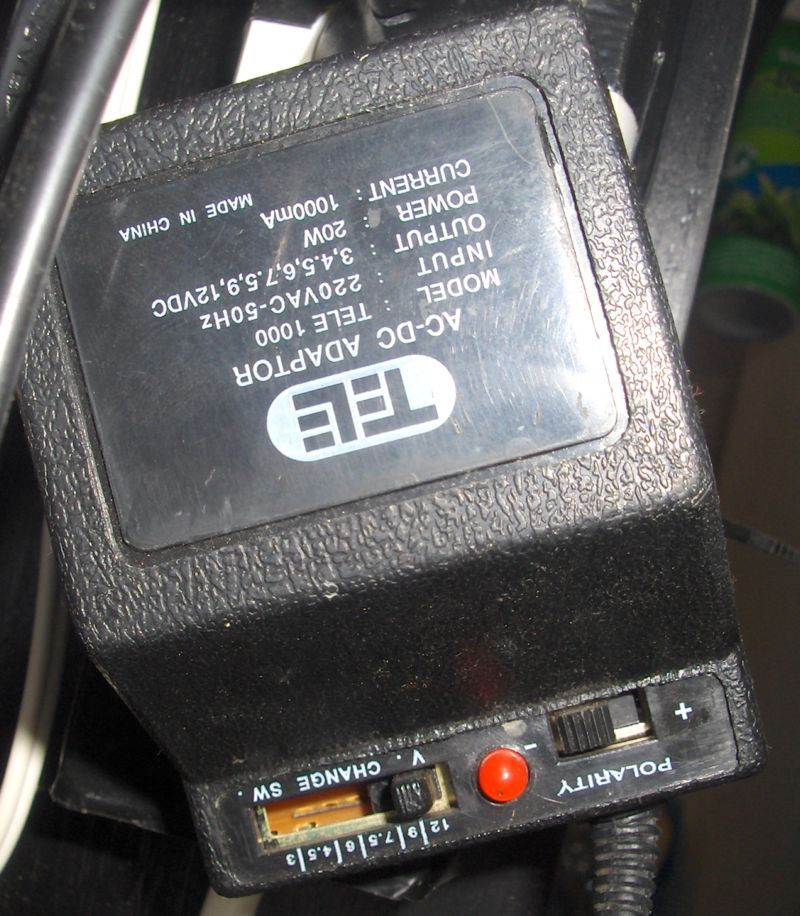 TELE
AC-DC ADAPTOR
MODEL : TELE 1000
INPUT : 220VAC-50Hz
OUTPUT : 3,4.5,6,7.5,9,12VDC
POWER : 20W
CURRENT : 1000mA
MADE IN CHINA
POLARITY
+ -
12 9 7.5 6 4.5 3
V. CHANGE SW.